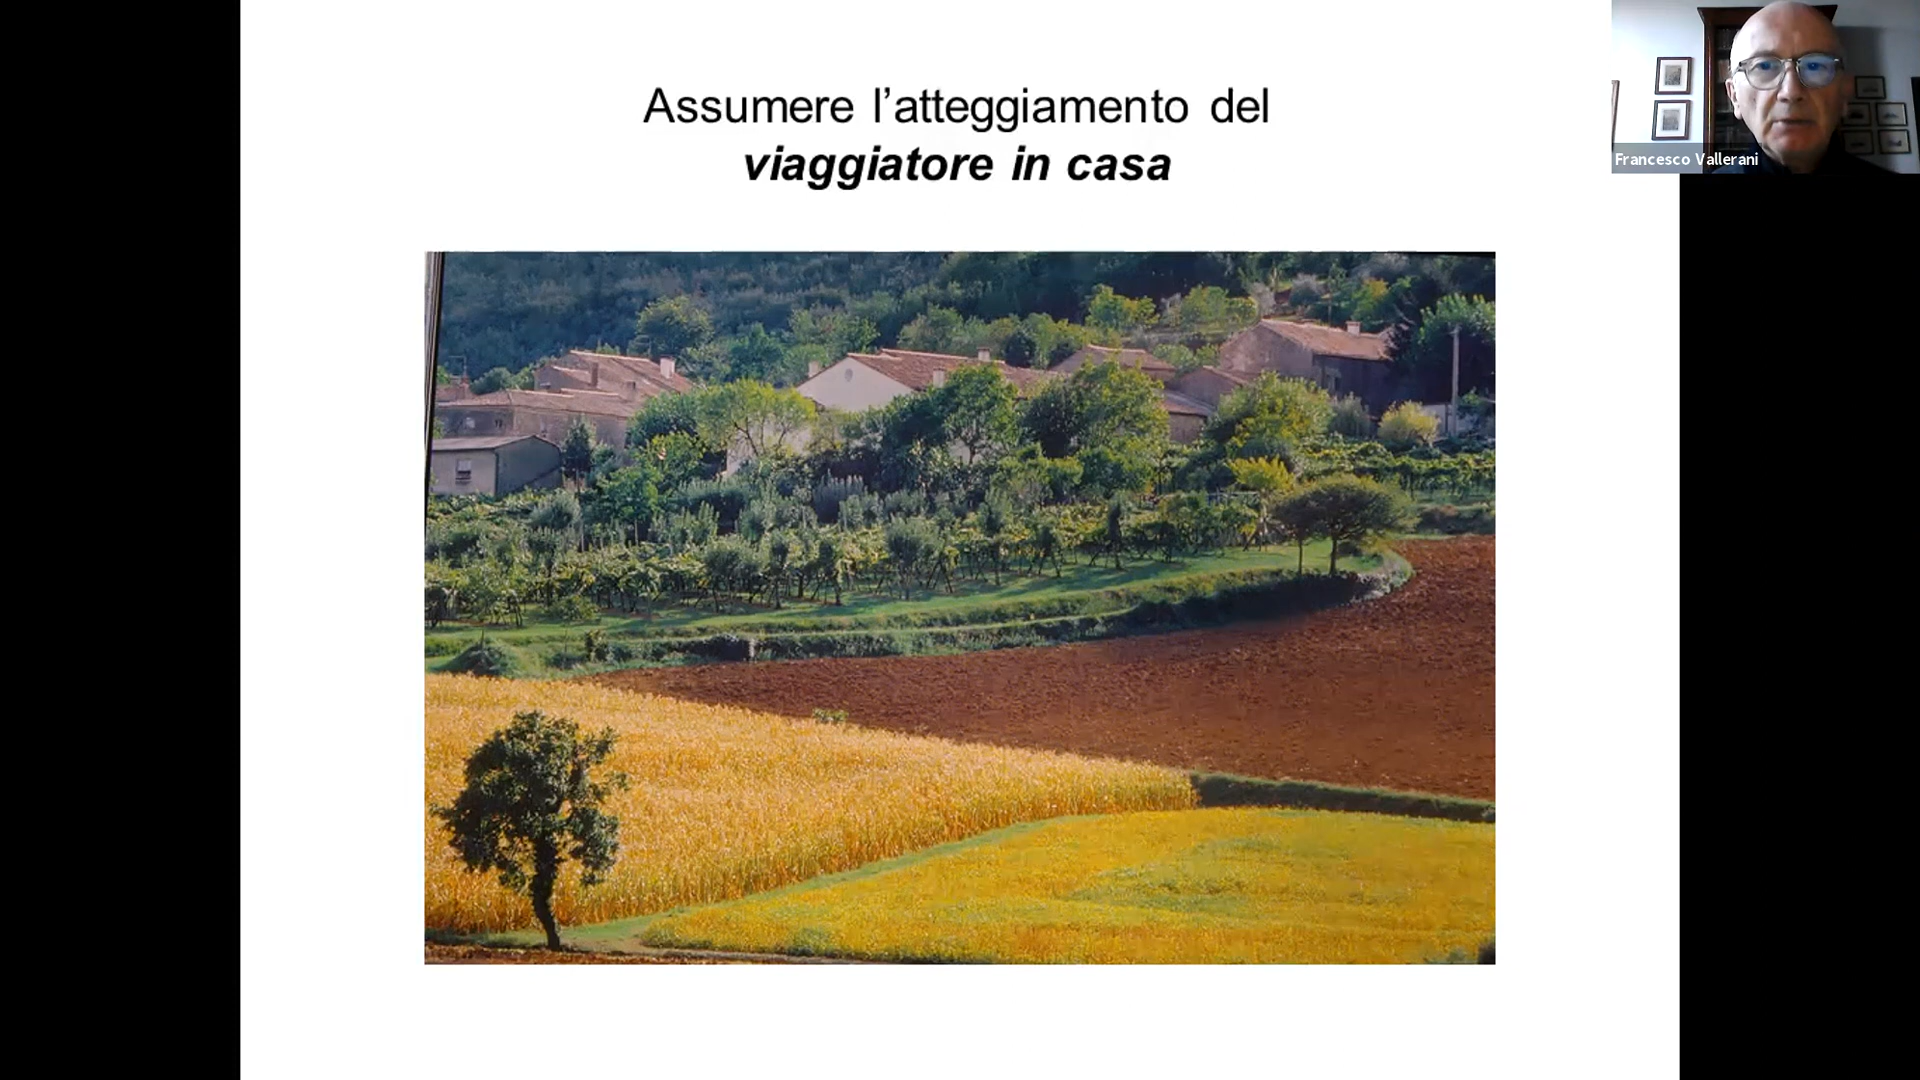 Assumere l’atteggiamento del
viaggiatore in casa
Francesco Vallerani